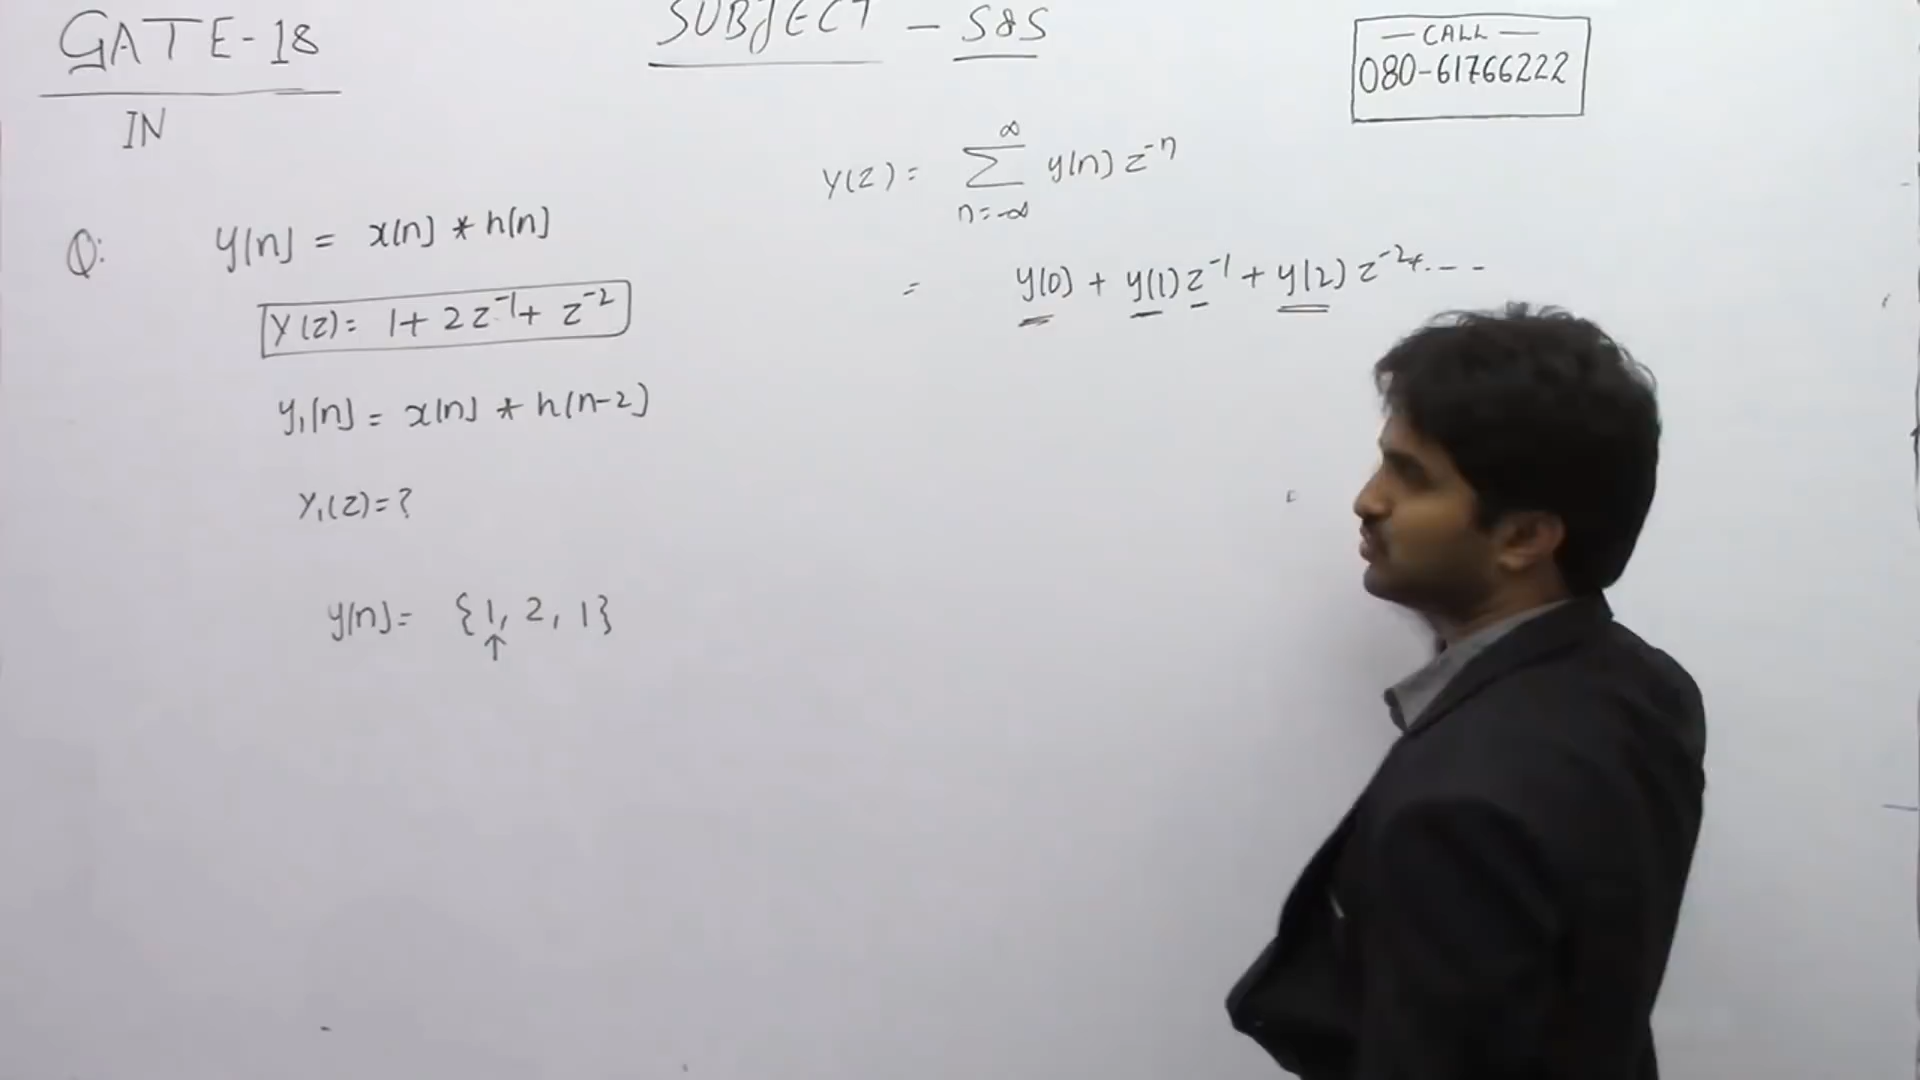 GATE-18
IN
SUBJECT - S&S
CALL
080-61766222
Y(z) = ∑_{n=-∞}^{∞} y(n) z^{-n}
= y(0) + y(1) z^{-1} + y(2) z^{-2} + ---
Q: y[n] = x[n] * h[n]
Y(z) = 1 + 2z^{-1} + z^{-2}
y₁[n] = x[n] * h(n-2)
Y₁(z) = ?
y[n] = {1, 2, 1}
↑